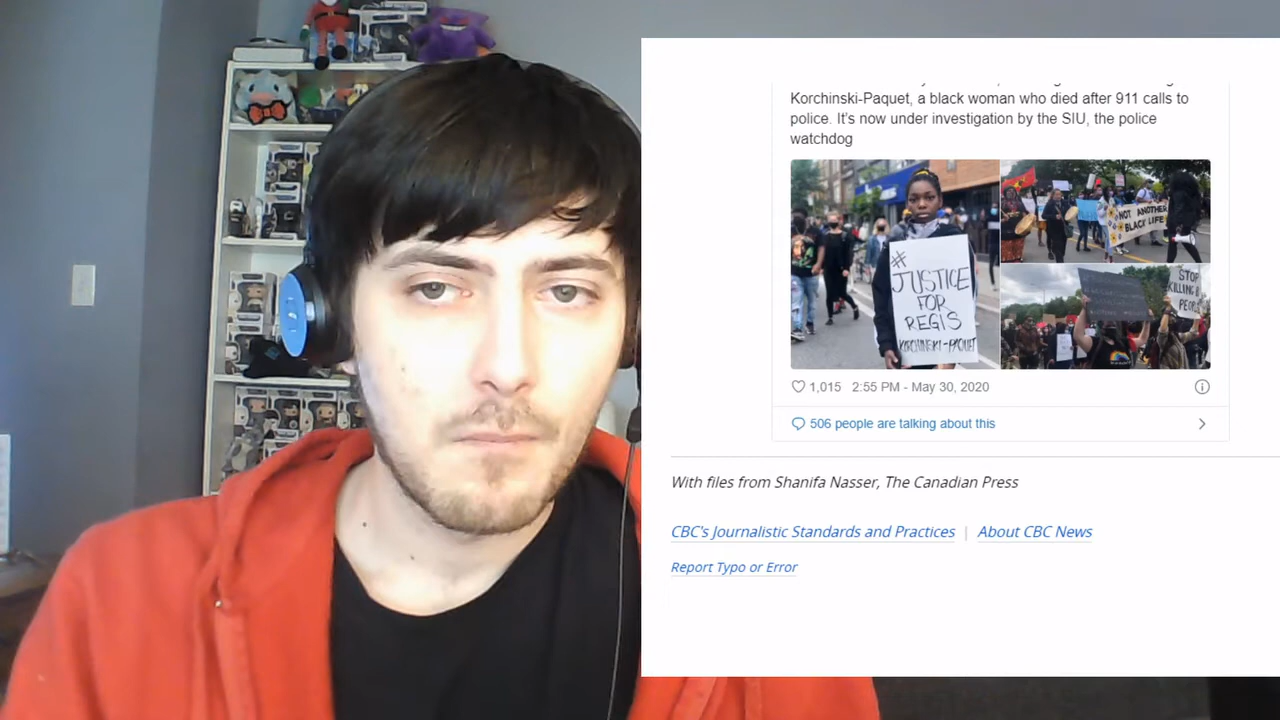 Korchinski-Paquet, a black woman who died after 911 calls to
police. It's now under investigation by the SIU, the police
watchdog
#
JUSTICE
FOR
REGIS
KORCHINSKI-PAQUET
NOT ANOTHER
BLACK LIFE
STOP
KILLING
1,015 2:55 PM - May 30, 2020
506 people are talking about this
With files from Shanifa Nasser, The Canadian Press
CBC's Journalistic Standards and Practices | About CBC News
Report Typo or Error